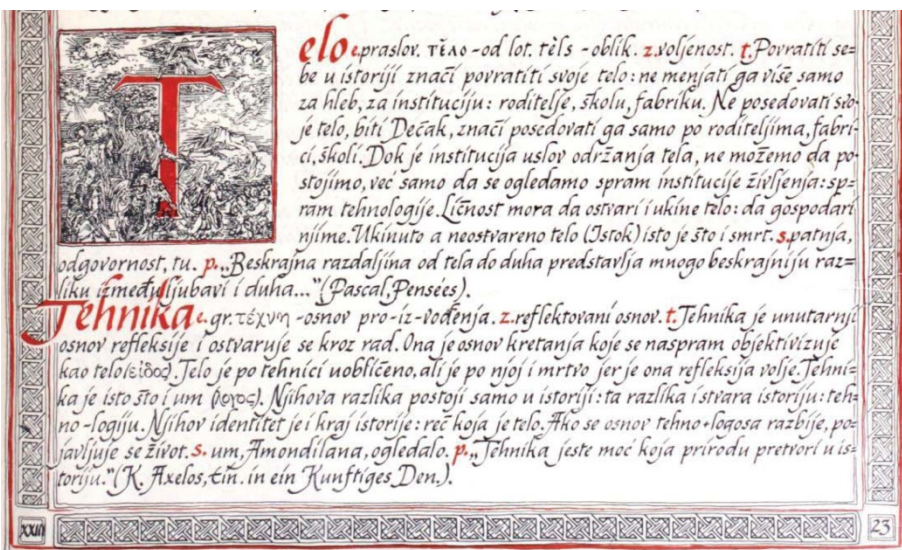 Telo e. praslov. тѣло - od lot. tèls - oblik. z. voljenost. t. Povratiti se-
be u istoriji znači povratiti svoje telo: ne menjati ga više samo
za hleb, za instituciju: roditelje, školu, fabriku. Ne posedovati svo-
je telo, biti Dečak, znači posedovati ga samo po roditeljima, fabri-
ci, školi. Dok je institucija uslov održanja tela, ne možemo da po-
stojimo, već samo da se ogledamo spram institucije življenja: sp-
ram tehnologije. Ličnost mora da ostvari i ukine telo: da gospodari
njime. Ukinuto a neostvareno telo (Istok) isto je što i smrt. s. patnja,
odgovornost, tu. p. „Beskrajna razdaljina od tela do duha predstavlja mnogo beskrajniju raz=
liku između ljubavi i duha..." (Pascal, Pensées).
Tehnika e. gr. τέχνη - osnov pro-iz-vođenja. z. reflektovani osnov. t. Tehnika je unutarnji
osnov refleksije i ostvaruje se kroz rad. Ona je osnov kretanja koje se naspram objektivizuje
kao telo (εἶδος). Telo je po tehnici uobličeno, ali je po njoj i mrtvo jer je ona refleksija volje. Tehni-
ka je isto što i um (λογος). Njihova razlika postoji samo u istoriji: ta razlika i stvara istoriju: teh=
no-logiju. Njihov identitet je i kraj istorije: reč koja je telo. Ako se osnov tehno-logosa razbije, po-
javljuje se život. s. um, Amondilana, ogledalo. p. „Tehnika jeste moć koja prirodu pretvori u is=
toriju." (K. Axelos, Ein. in ein Kunftiges Den.).
XXIII 23